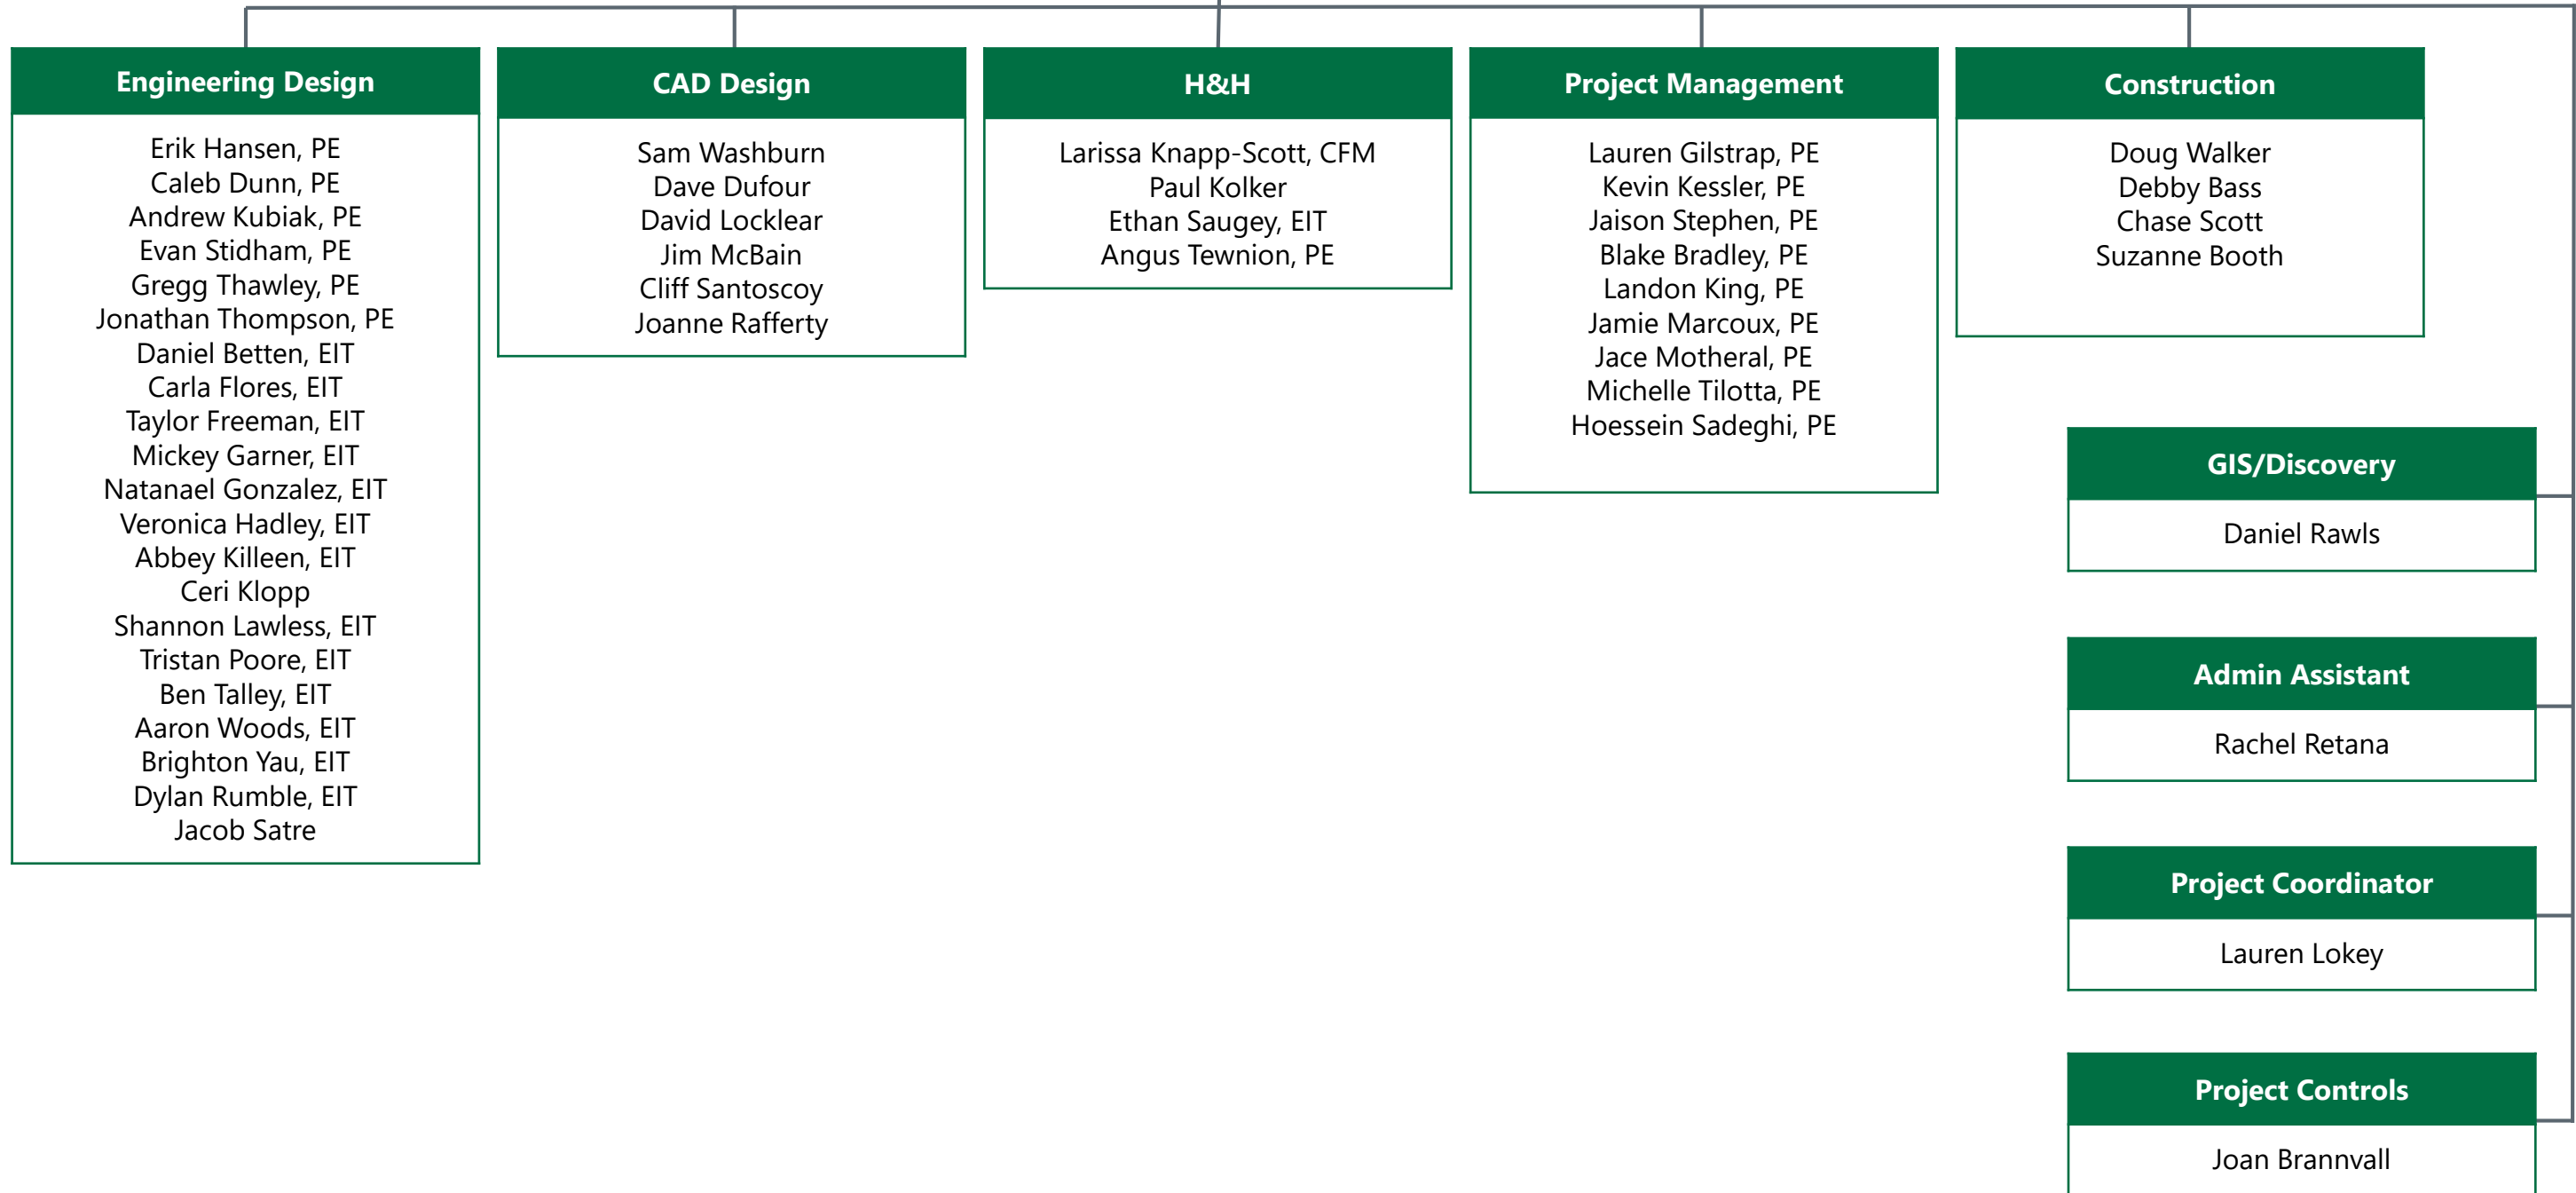 Engineering Design
Erik Hansen, PE
Caleb Dunn, PE
Andrew Kubiak, PE
Evan Stidham, PE
Gregg Thawley, PE
Jonathan Thompson, PE
Daniel Betten, EIT
Carla Flores, EIT
Taylor Freeman, EIT
Mickey Garner, EIT
Natanael Gonzalez, EIT
Veronica Hadley, EIT
Abbey Killeen, EIT
Ceri Klopp
Shannon Lawless, EIT
Tristan Poore, EIT
Ben Talley, EIT
Aaron Woods, EIT
Brighton Yau, EIT
Dylan Rumble, EIT
Jacob Satre
CAD Design
Sam Washburn
Dave Dufour
David Locklear
Jim McBain
Cliff Santoscoy
Joanne Rafferty
H&H
Larissa Knapp-Scott, CFM
Paul Kolker
Ethan Saugey, EIT
Angus Tewnion, PE
Project Management
Lauren Gilstrap, PE
Kevin Kessler, PE
Jaison Stephen, PE
Blake Bradley, PE
Landon King, PE
Jamie Marcoux, PE
Jace Motheral, PE
Michelle Tilotta, PE
Hoessein Sadeghi, PE
Construction
Doug Walker
Debby Bass
Chase Scott
Suzanne Booth
GIS/Discovery
Daniel Rawls
Admin Assistant
Rachel Retana
Project Coordinator
Lauren Lokey
Project Controls
Joan Brannvall